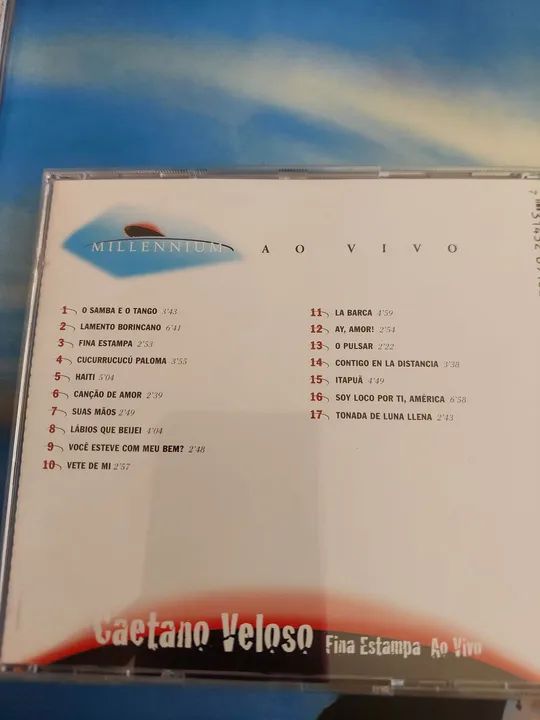 MILLENNIUM
AO VIVO
1 O SAMBA E O TANGO 3'43
2 LAMENTO BORINCANO 6'41
3 FINA ESTAMPA 2'53
4 CUCURRUCUCÚ PALOMA 3'55
5 HAITI 5'04
6 CANÇÃO DE AMOR 2'39
7 SUAS MÃOS 2'49
8 LÁBIOS QUE BEIJEI 4'04
9 VOCÊ ESTEVE COM MEU BEM? 2'48
10 VETE DE MI 2'57
11 LA BARCA 4'59
12 AY, AMOR! 2'54
13 O PULSAR 2'22
14 CONTIGO EN LA DISTANCIA 3'38
15 ITAPUÃ 4'49
16 SOY LOCO POR TI, AMÉRICA 6'58
17 TONADA DE LUNA LLENA 2'43
Caetano Veloso Fina Estampa Ao Vivo